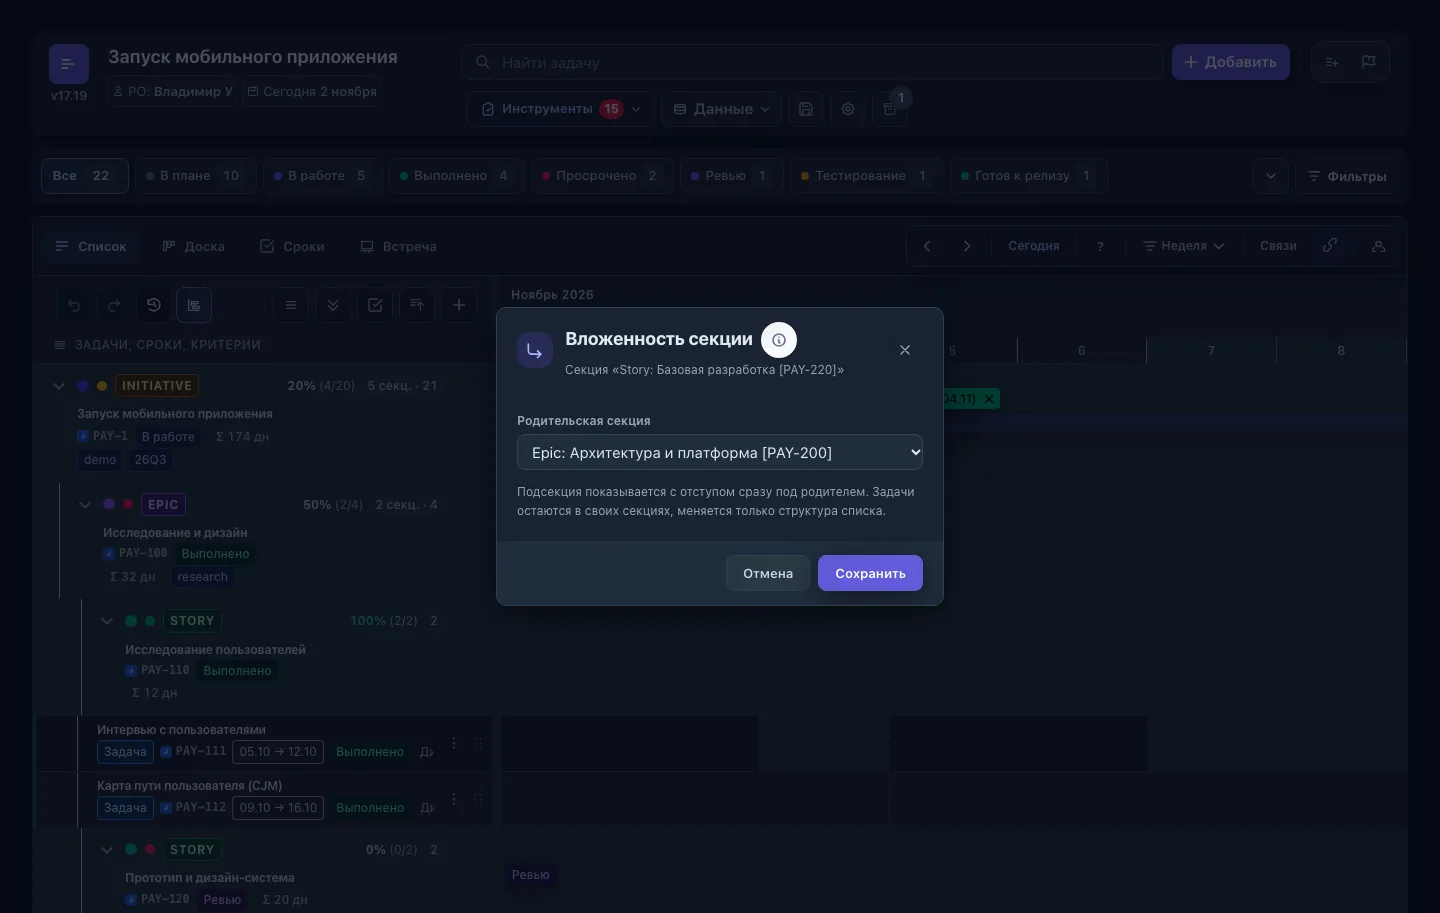 Запуск мобильного приложения
v17.19
PO: Владимир У
Сегодня 2 ноября
Найти задачу
Добавить
Инструменты 15
Данные
1
Все 22
В плане 10
В работе 5
Выполнено 4
Просрочено 2
Ревью 1
Тестирование 1
Готов к релизу 1
Фильтры
Список
Доска
Сроки
Встреча
Сегодня
?
Неделя
Связи
Ноябрь 2026
ЗАДАЧИ, СРОКИ, КРИТЕРИИ
5 6 7 8
INITIATIVE 20% (4/20) 5 секц. · 21
Запуск мобильного приложения
PAY-1 В работе Σ 174 дн
demo 26Q3
04.11)
EPIC 50% (2/4) 2 секц. · 4
Исследование и дизайн
PAY-100 Выполнено
Σ 32 дн research
STORY 100% (2/2) 2
Исследование пользователей
PAY-110 Выполнено
Σ 12 дн
Интервью с пользователями
Задача PAY-111 05.10 → 12.10 Выполнено
Карта пути пользователя (CJM)
Задача PAY-112 09.10 → 16.10 Выполнено
STORY 0% (0/2) 2
Прототип и дизайн-система
PAY-120 Ревью Σ 20 дн
Ревью
Вложенность секции
Секция «Story: Базовая разработка [PAY-220]»
Родительская секция
Epic: Архитектура и платформа [PAY-200]
Подсекция показывается с отступом сразу под родителем. Задачи
остаются в своих секциях, меняется только структура списка.
Отмена
Сохранить